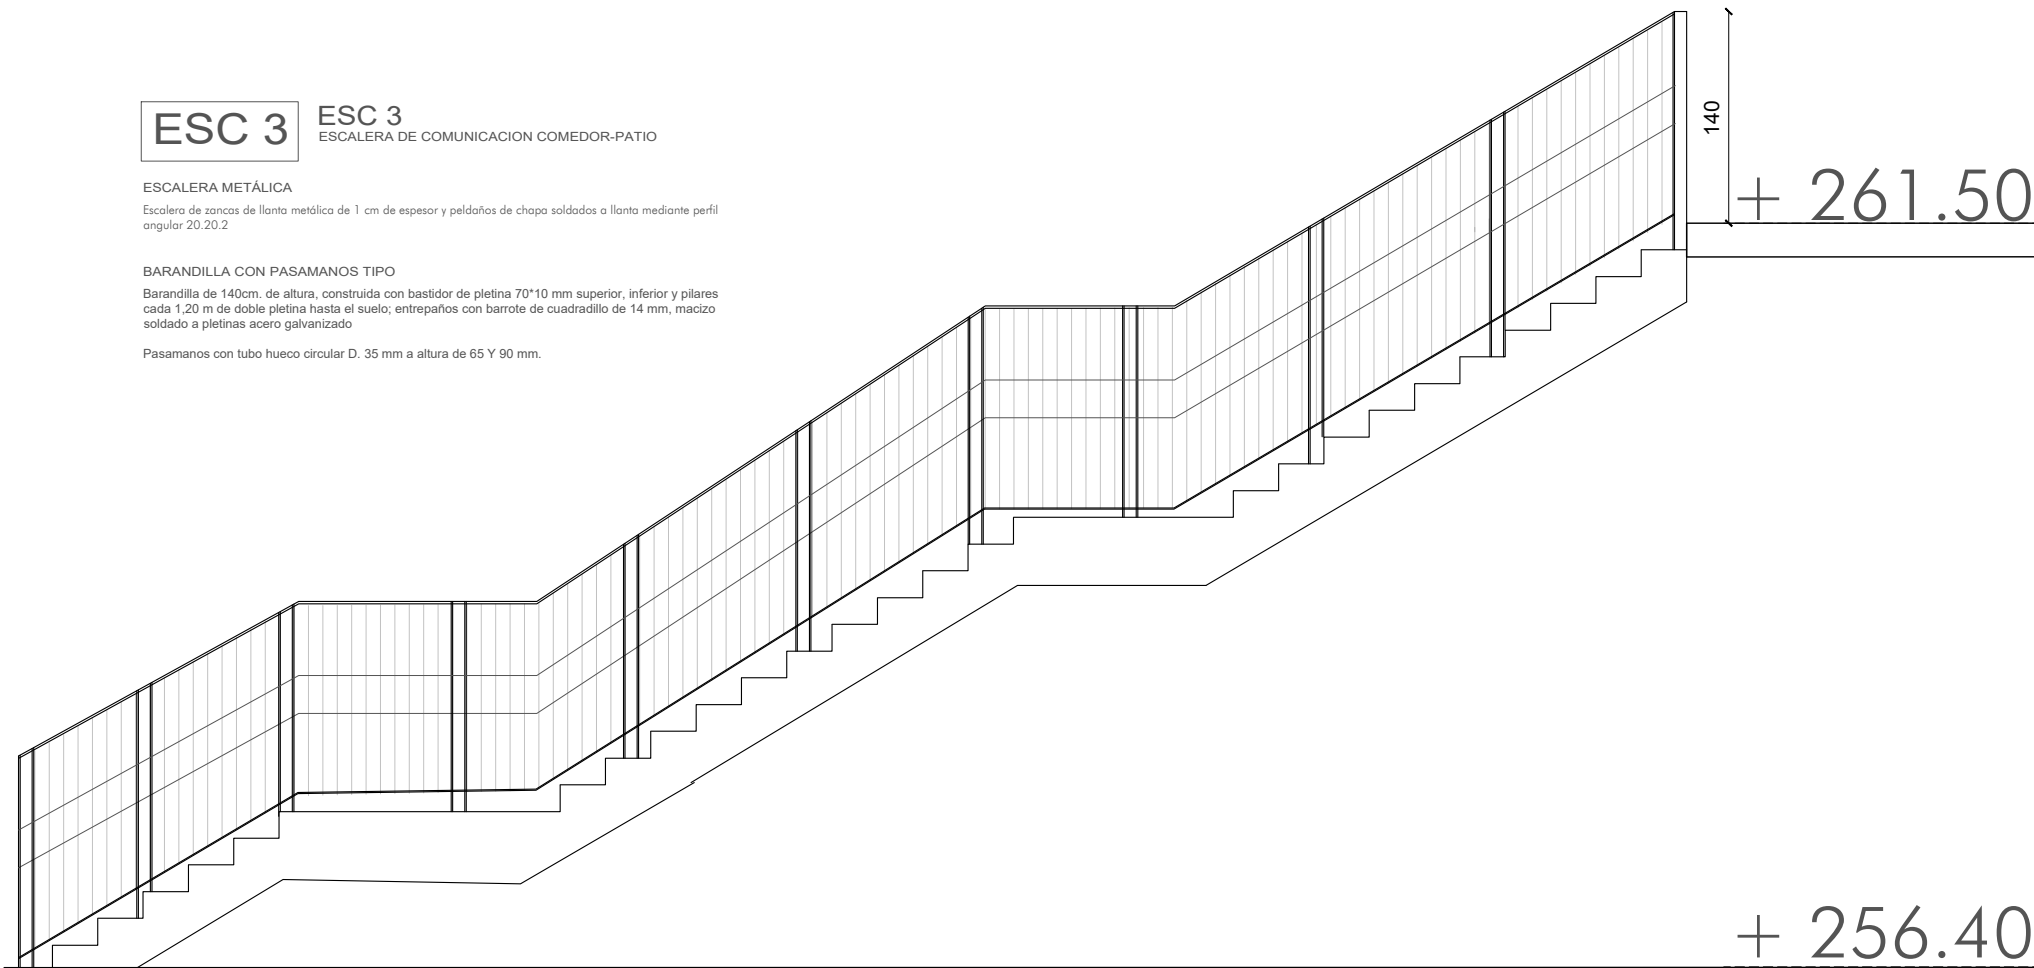 ESC 3
ESC 3
ESCALERA DE COMUNICACION COMEDOR-PATIO
ESCALERA METÁLICA
Escalera de zancas de llanta metálica de 1 cm de espesor y peldaños de chapa soldados a llanta mediante perfil
angular 20.20.2
BARANDILLA CON PASAMANOS TIPO
Barandilla de 140cm. de altura, construida con bastidor de pletina 70*10 mm superior, inferior y pilares
cada 1,20 m de doble pletina hasta el suelo; entrepaños con barrote de cuadradillo de 14 mm, macizo
soldado a pletinas acero galvanizado
Pasamanos con tubo hueco circular D. 35 mm a altura de 65 Y 90 mm.
140
+ 261.50
+ 256.40